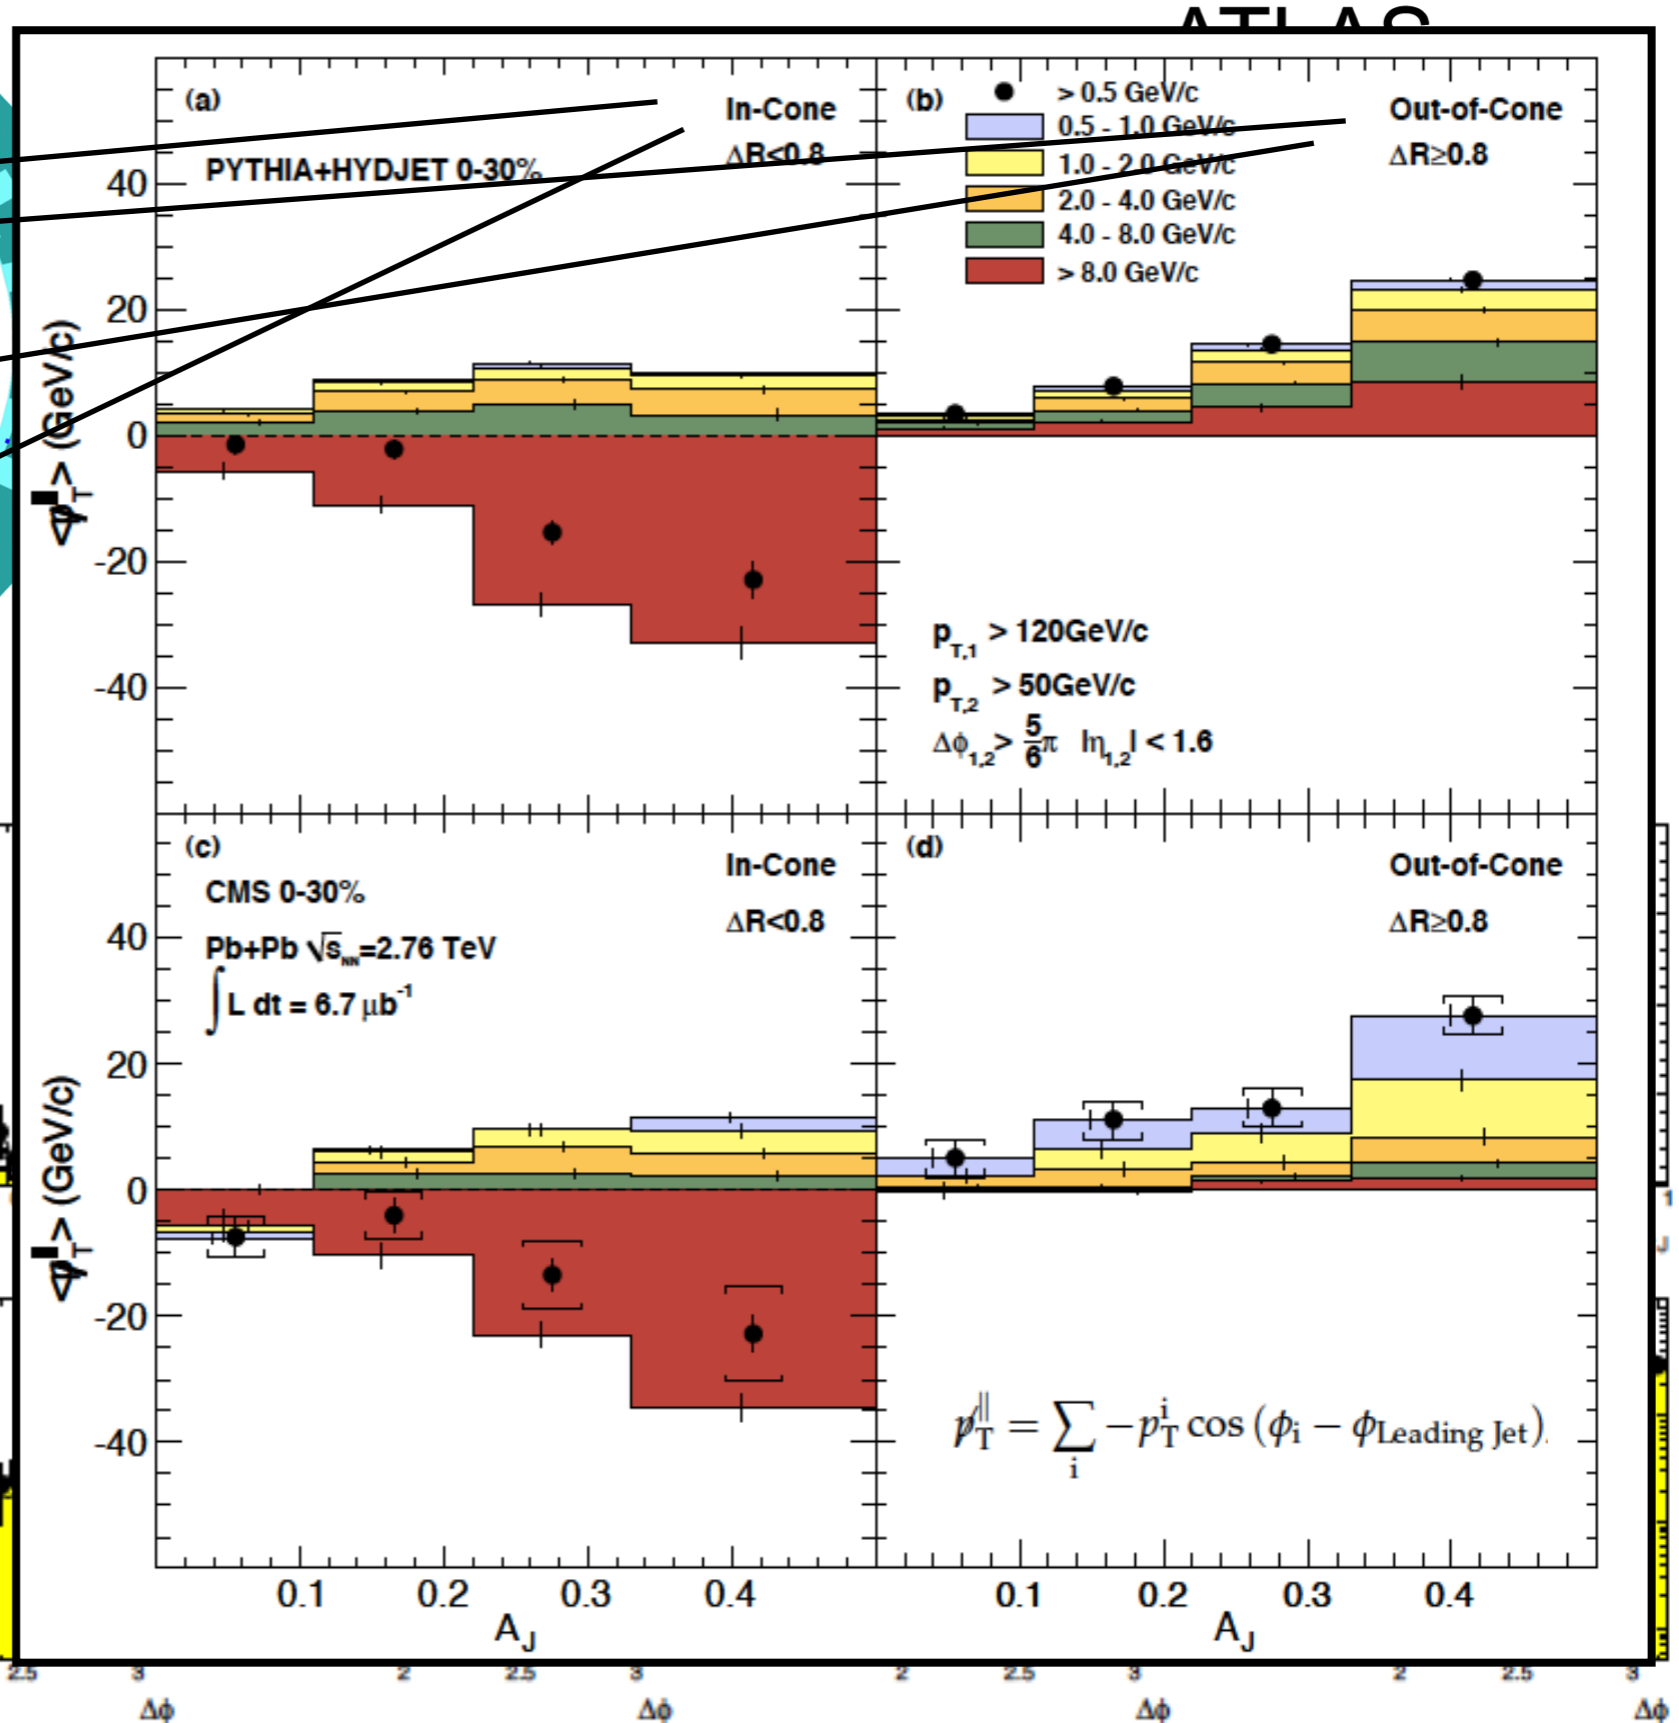 (a)
In-Cone
ΔR<0.8
PYTHIA+HYDJET 0-30%
40
20
0
-20
-40
<p̸∥T> (GeV/c)
(b)
> 0.5 GeV/c
0.5 - 1.0 GeV/c
1.0 - 2.0 GeV/c
2.0 - 4.0 GeV/c
4.0 - 8.0 GeV/c
> 8.0 GeV/c
Out-of-Cone
ΔR≥0.8
pT,1 > 120GeV/c
pT,2 > 50GeV/c
Δϕ1,2> 5/6π |η1,2| < 1.6
(c)
In-Cone
ΔR<0.8
CMS 0-30%
Pb+Pb √sNN=2.76 TeV
∫L dt = 6.7 μb-1
40
20
0
-20
-40
<p̸∥T> (GeV/c)
(d)
Out-of-Cone
ΔR≥0.8
p̸∥T = ∑i −piT cos (ϕi − ϕLeading Jet).
0.1 0.2 0.3 0.4
AJ
0.1 0.2 0.3 0.4
AJ
1
J
2.5 3 2 2.5 3 2 2.5 3 2 2.5 3
Δϕ Δϕ Δϕ Δϕ